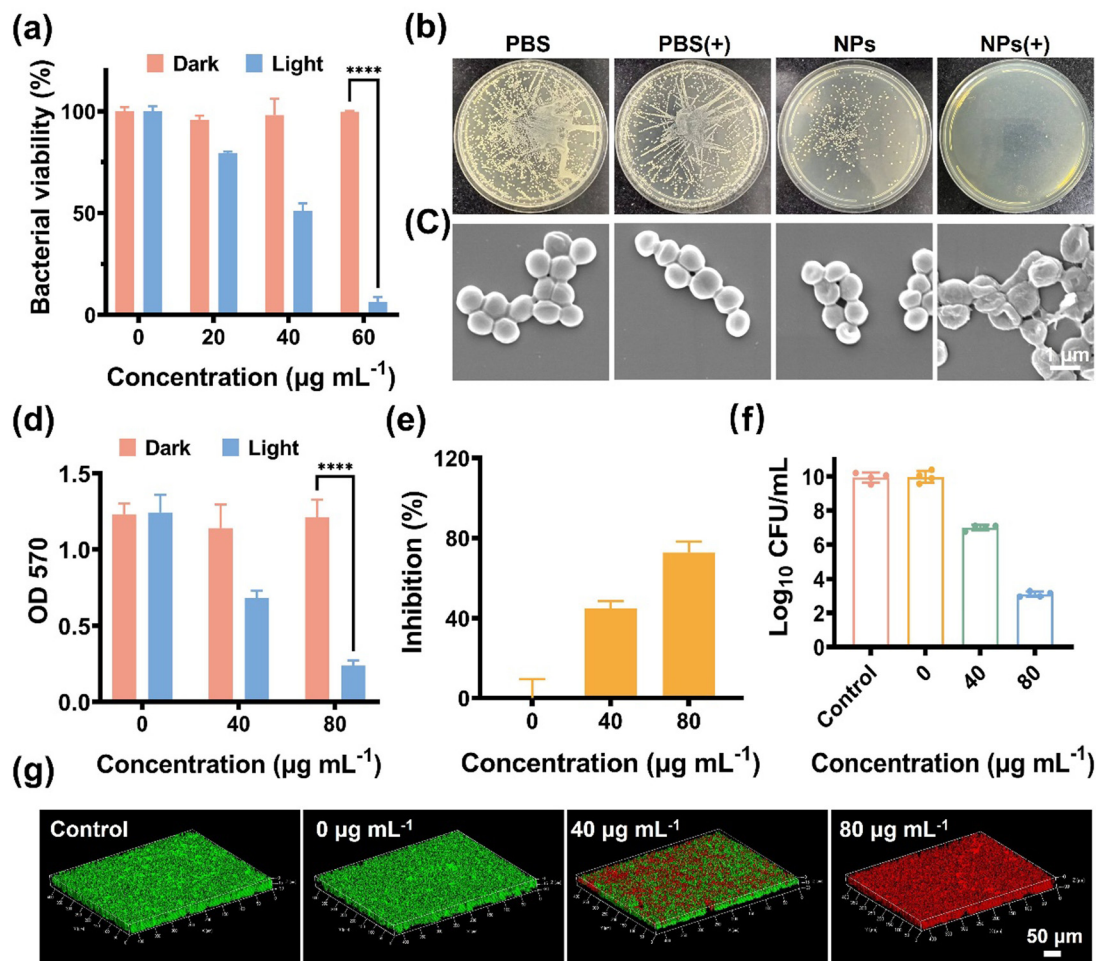 (a)
Dark Light
****
Bacterial viability (%)
100
50
0
0 20 40 60
Concentration (µg mL⁻¹)
(b)
PBS PBS(+) NPs NPs(+)
(C)
1 µm
(d)
Dark Light
****
OD 570
1.5
1.0
0.5
0.0
0 40 80
Concentration (µg mL⁻¹)
(e)
Inhibition (%)
120
80
40
0
0 40 80
Concentration (µg mL⁻¹)
(f)
Log₁₀ CFU/mL
10
8
6
4
2
0
Control 0 40 80
Concentration (µg mL⁻¹)
(g)
Control 0 µg mL⁻¹ 40 µg mL⁻¹ 80 µg mL⁻¹
50 µm